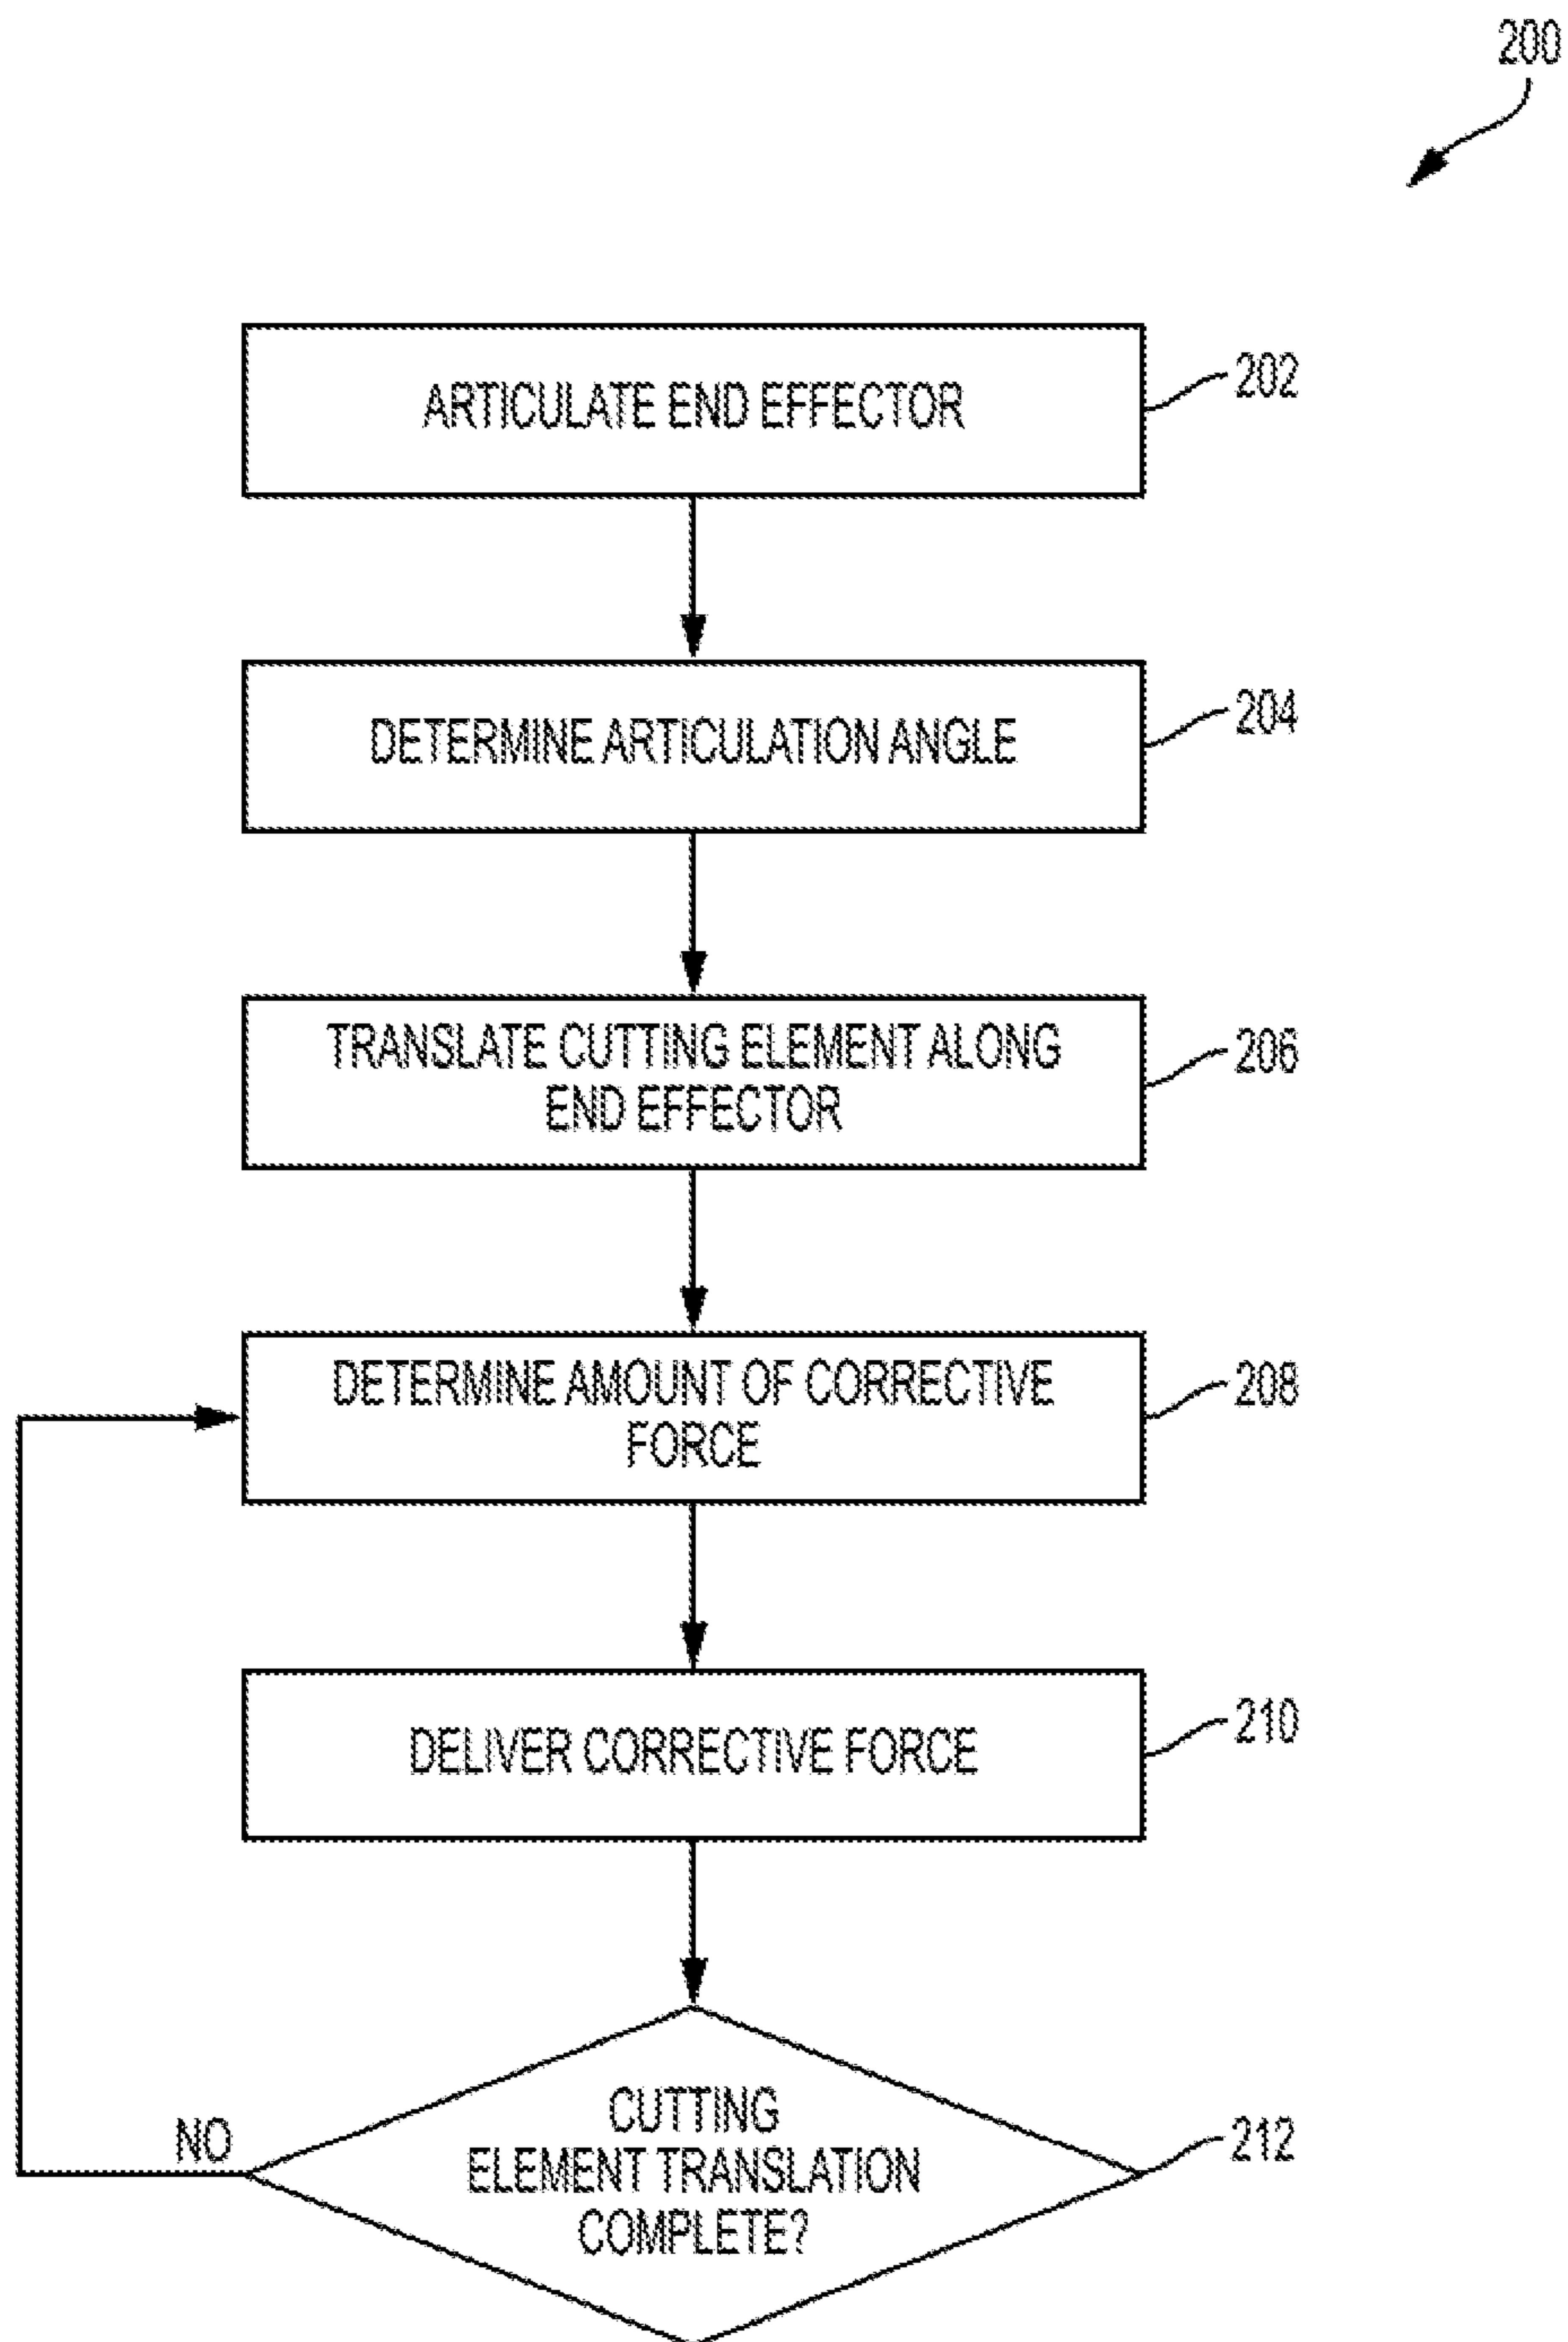 200
ARTICULATE END EFFECTOR
202
DETERMINE ARTICULATION ANGLE
204
TRANSLATE CUTTING ELEMENT ALONG
END EFFECTOR
206
DETERMINE AMOUNT OF CORRECTIVE
FORCE
208
DELIVER CORRECTIVE FORCE
210
NO
CUTTING
ELEMENT TRANSLATION
COMPLETE?
212